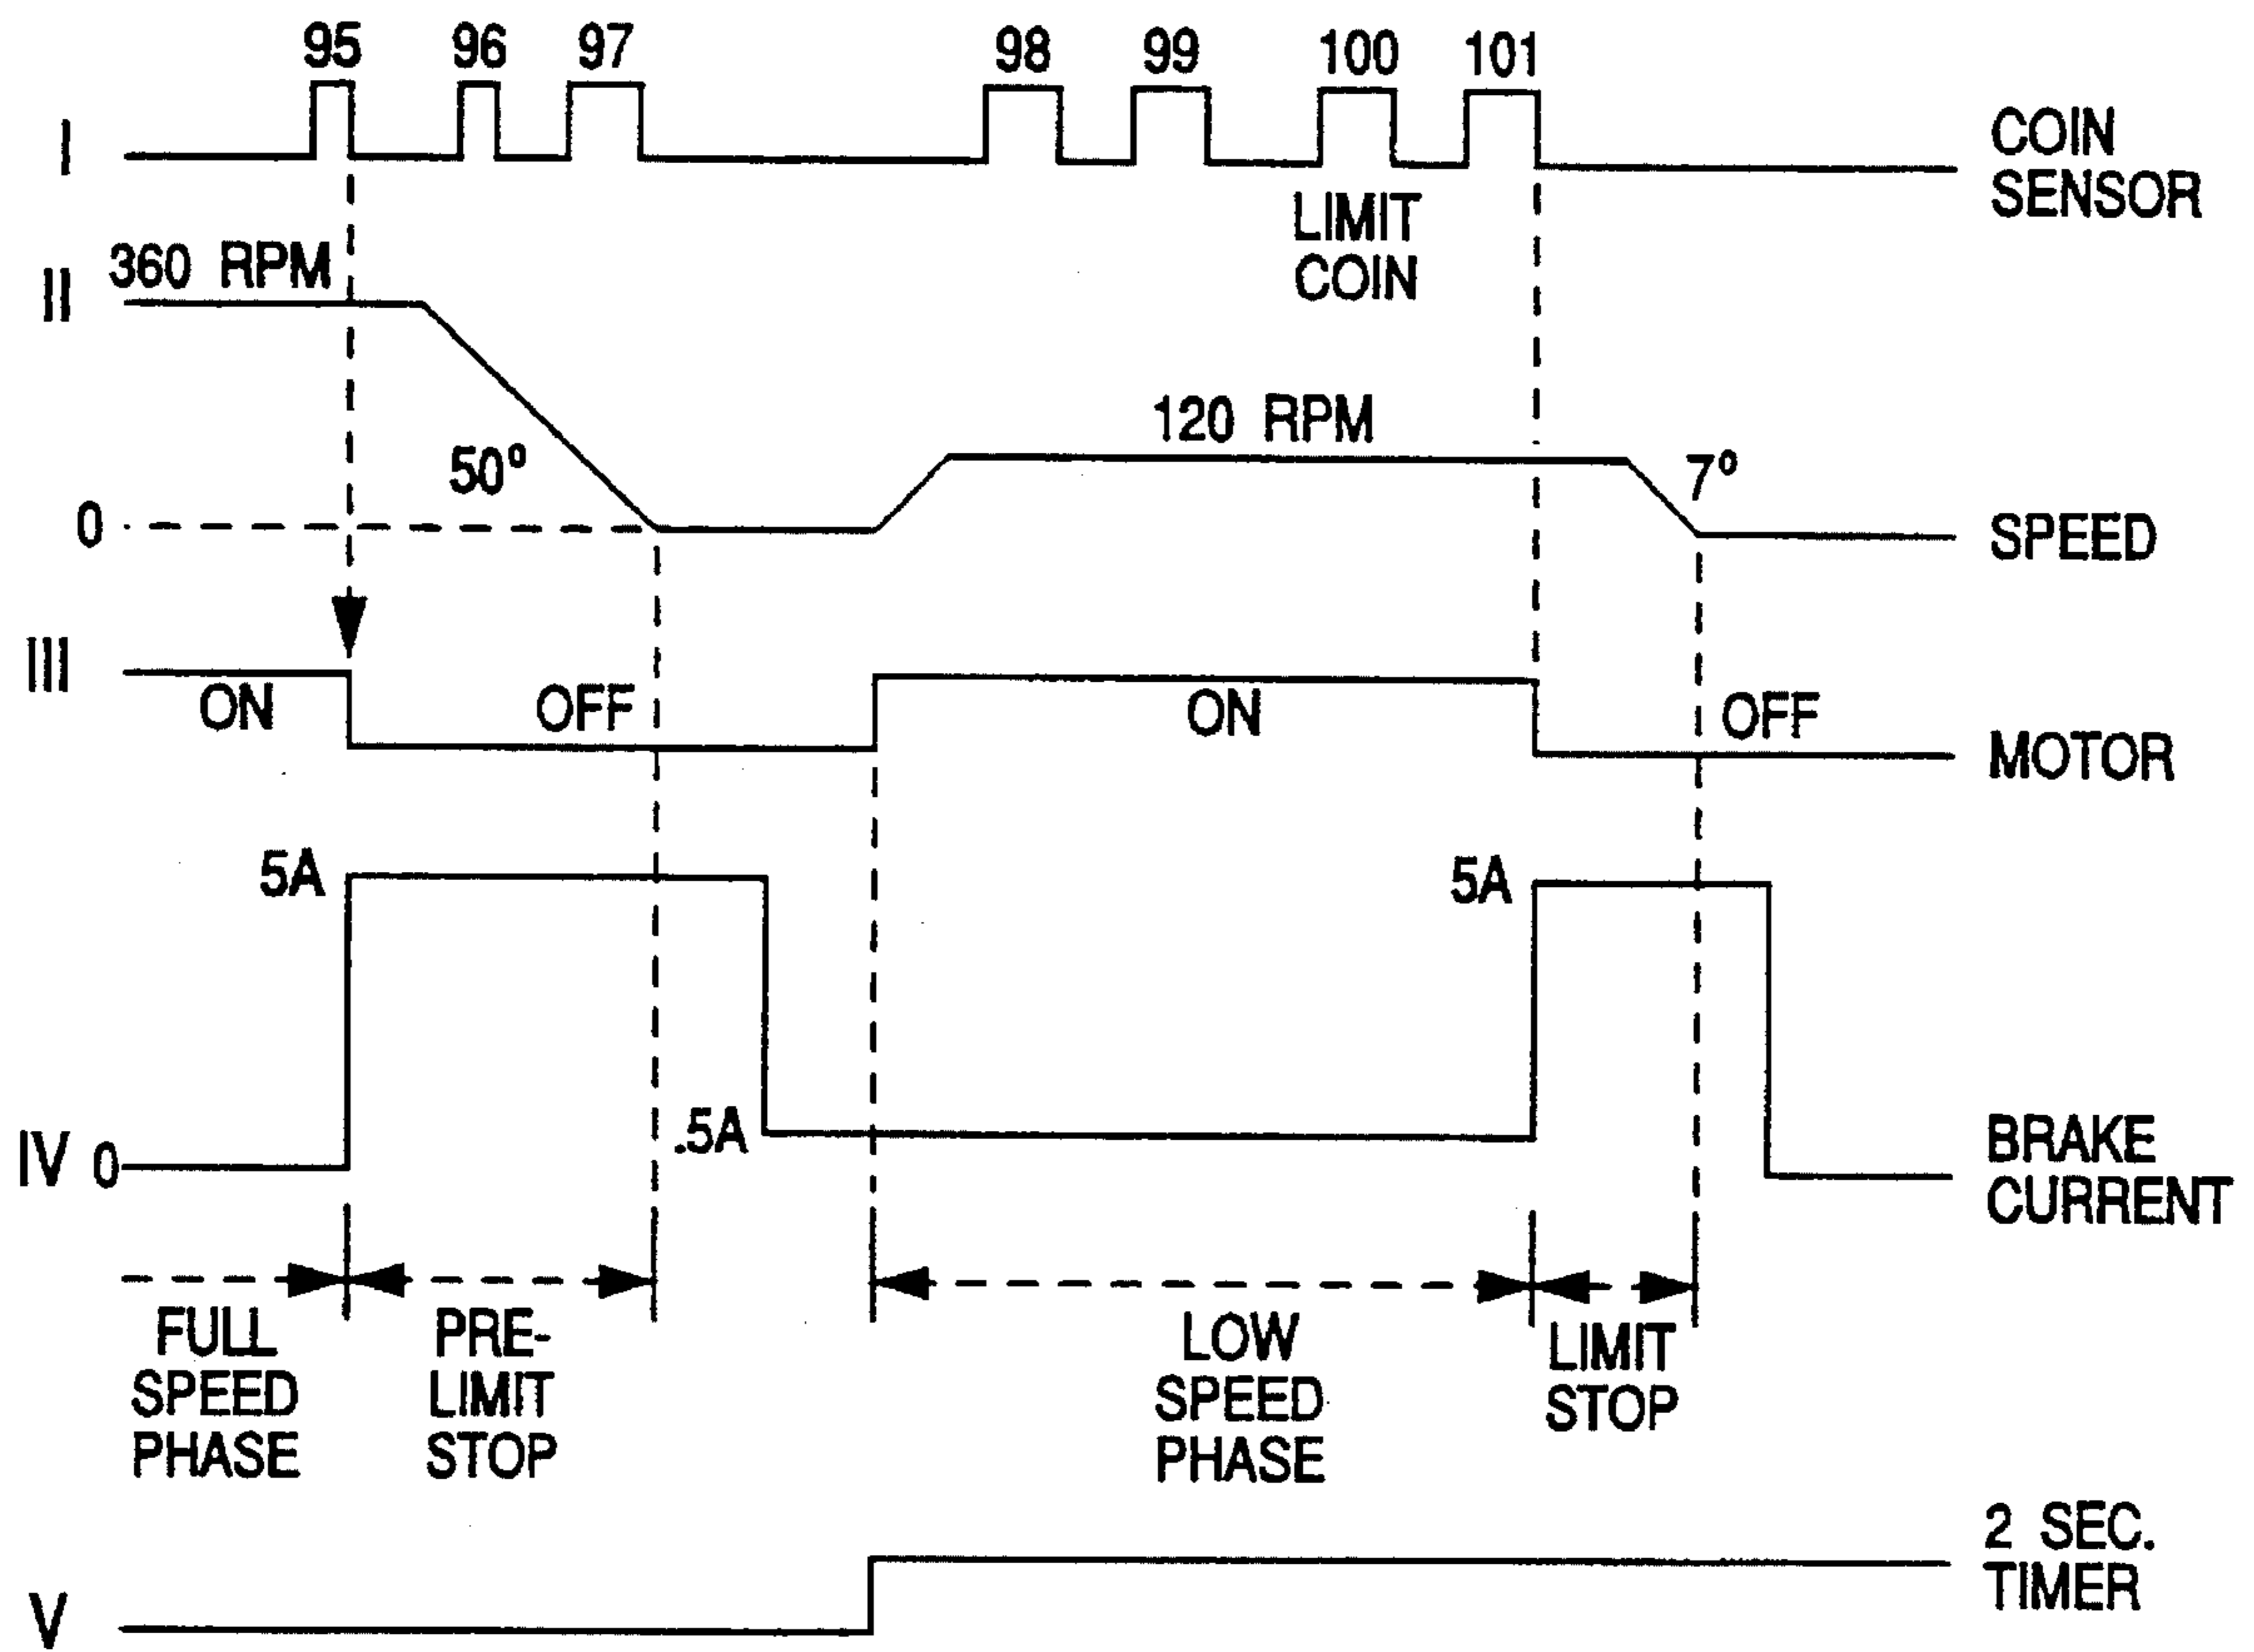 95 96 97 98 99 100 101
I
COIN
SENSOR
LIMIT
COIN
II
360 RPM
120 RPM
50°
7°
0
SPEED
III
ON
OFF
ON
OFF
MOTOR
5A
5A
.5A
IV
0
BRAKE
CURRENT
FULL
SPEED
PHASE
PRE-
LIMIT
STOP
LOW
SPEED
PHASE
LIMIT
STOP
2 SEC.
TIMER
V